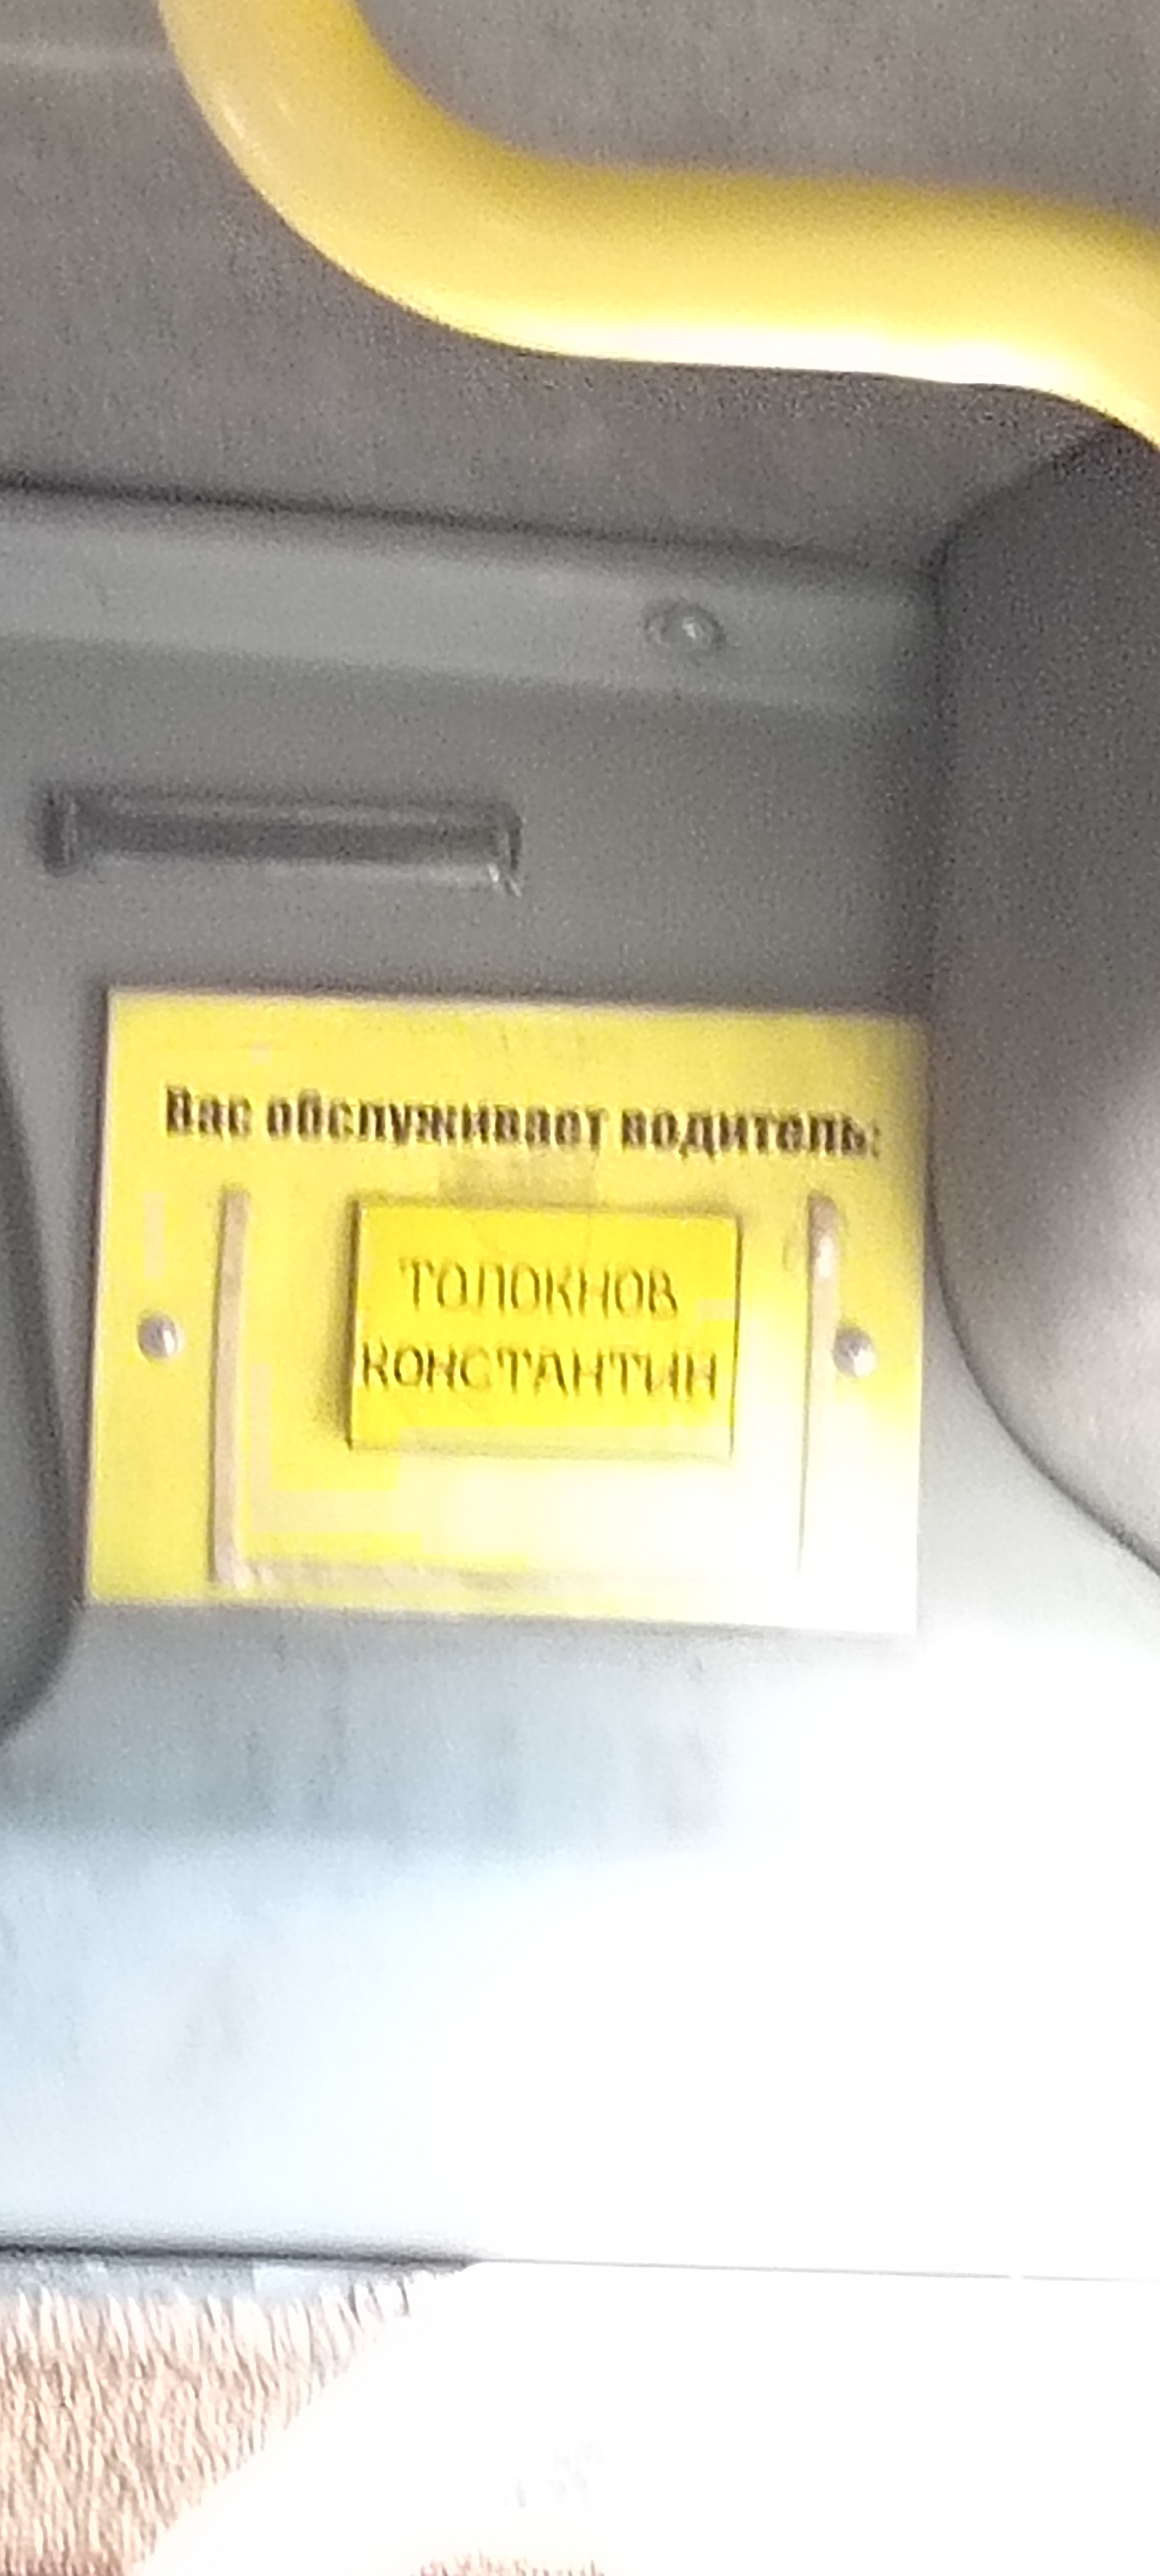 Вас обслуживает водитель:
ТОЛОКНОВ
КОНСТАНТИН